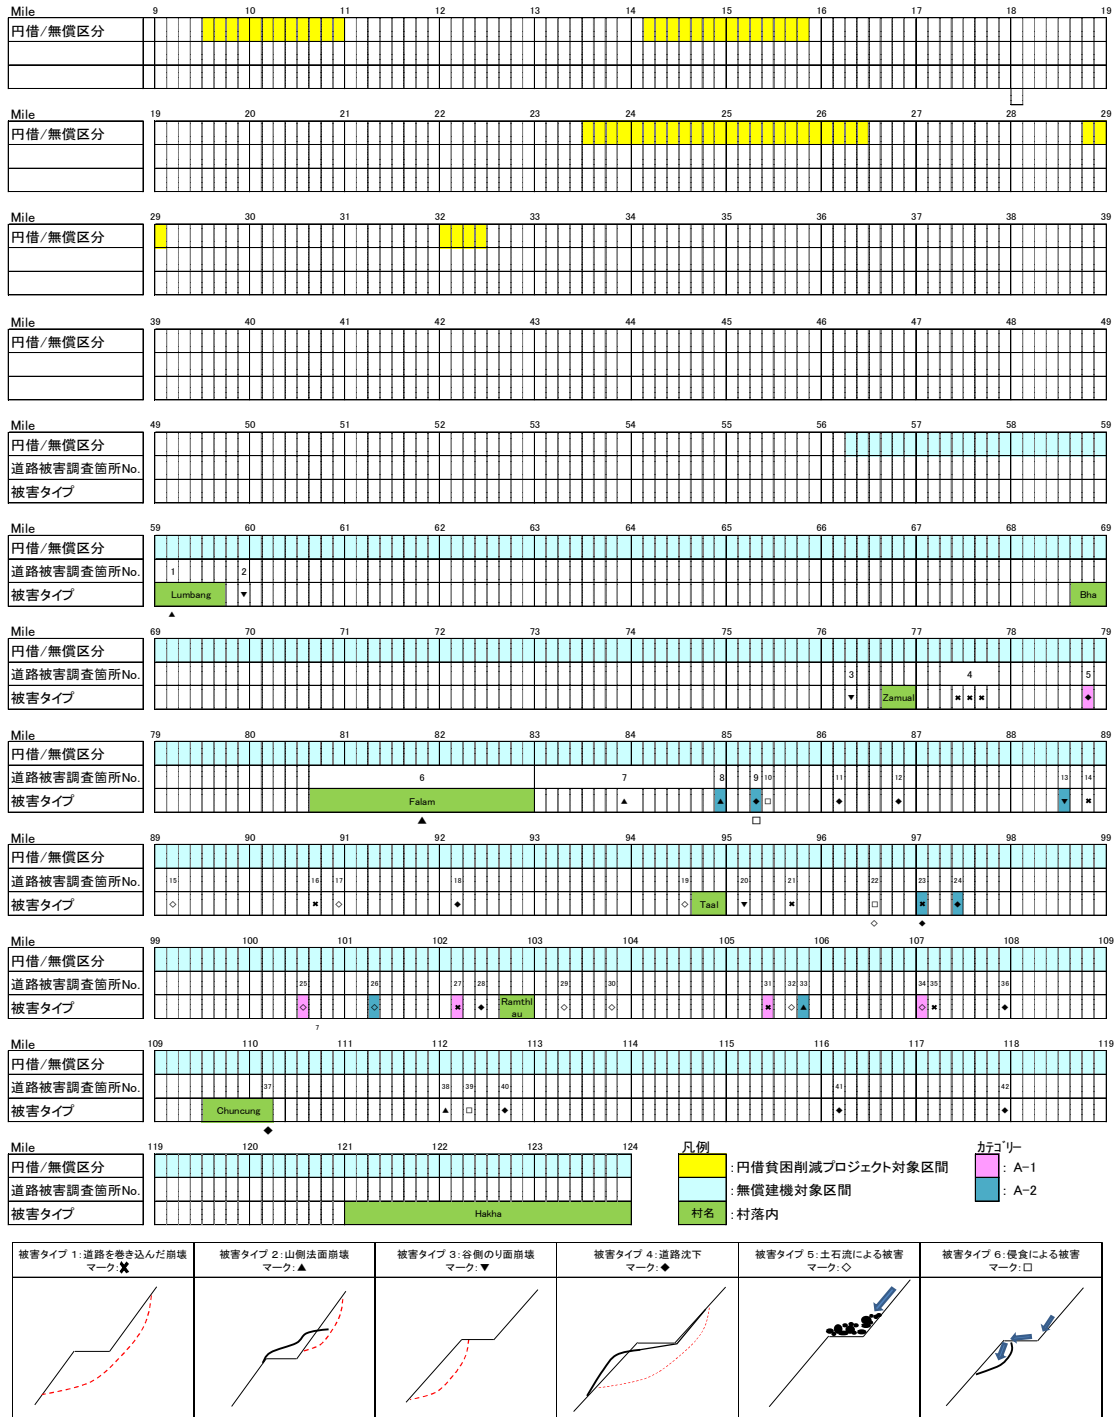 Mile 9 10 11 12 13 14 15 16 17 18 19
円借/無償区分
Mile 19 20 21 22 23 24 25 26 27 28 29
円借/無償区分
Mile 29 30 31 32 33 34 35 36 37 38 39
円借/無償区分
Mile 39 40 41 42 43 44 45 46 47 48 49
円借/無償区分
Mile 49 50 51 52 53 54 55 56 57 58 59
円借/無償区分
道路被害調査箇所No.
被害タイプ
Mile 59 60 61 62 63 64 65 66 67 68 69
円借/無償区分
道路被害調査箇所No. 1 2
被害タイプ Lumbang ▼ Bha
▲
Mile 69 70 71 72 73 74 75 76 77 78 79
円借/無償区分
道路被害調査箇所No. 3 4 5
被害タイプ ▼ Zamual ✖ ✖ ✖ ◆
Mile 79 80 81 82 83 84 85 86 87 88 89
円借/無償区分
道路被害調査箇所No. 6 7 8 9 10 11 12 13 14
被害タイプ Falam ▲ ▲ ◆ □ ◆ ◆ ▼ ✖
▲ □
Mile 89 90 91 92 93 94 95 96 97 98 99
円借/無償区分
道路被害調査箇所No. 15 16 17 18 19 20 21 22 23 24
被害タイプ ◇ ✖ ◇ ◆ ◇ Taal ▼ ✖ □ ✖ ◆
◇ ◆
Mile 99 100 101 102 103 104 105 106 107 108 109
円借/無償区分
道路被害調査箇所No. 25 26 27 28 29 30 31 32 33 34 35 36
被害タイプ ◇ ◇ ✖ ◆ Ramthlau ◇ ◇ ✖ ◇ ▲ ◇ ✖ ◆
7
Mile 109 110 111 112 113 114 115 116 117 118 119
円借/無償区分
道路被害調査箇所No. 37 38 39 40 41 42
被害タイプ Chuncung ▲ □ ◆ ◆ ◆
◆
Mile 119 120 121 122 123 124
円借/無償区分
道路被害調査箇所No.
被害タイプ Hakha
凡例 カテゴリー
:円借貧困削減プロジェクト対象区間 : A-1
:無償建機対象区間 : A-2
村名 :村落内
被害タイプ 1:道路を巻き込んだ崩壊
マーク:✖
被害タイプ 2:山側法面崩壊
マーク:▲
被害タイプ 3:谷側のり面崩壊
マーク:▼
被害タイプ 4:道路沈下
マーク:◆
被害タイプ 5:土石流による被害
マーク:◇
被害タイプ 6:侵食による被害
マーク:□